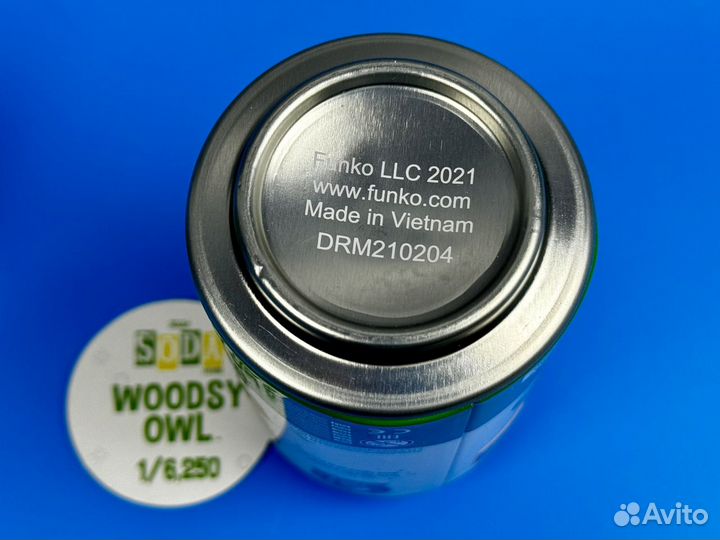 Funko LLC 2021
www.funko.com
Made in Vietnam
DRM210204
SODA
WOODSY
OWL
1/6,250
Avito